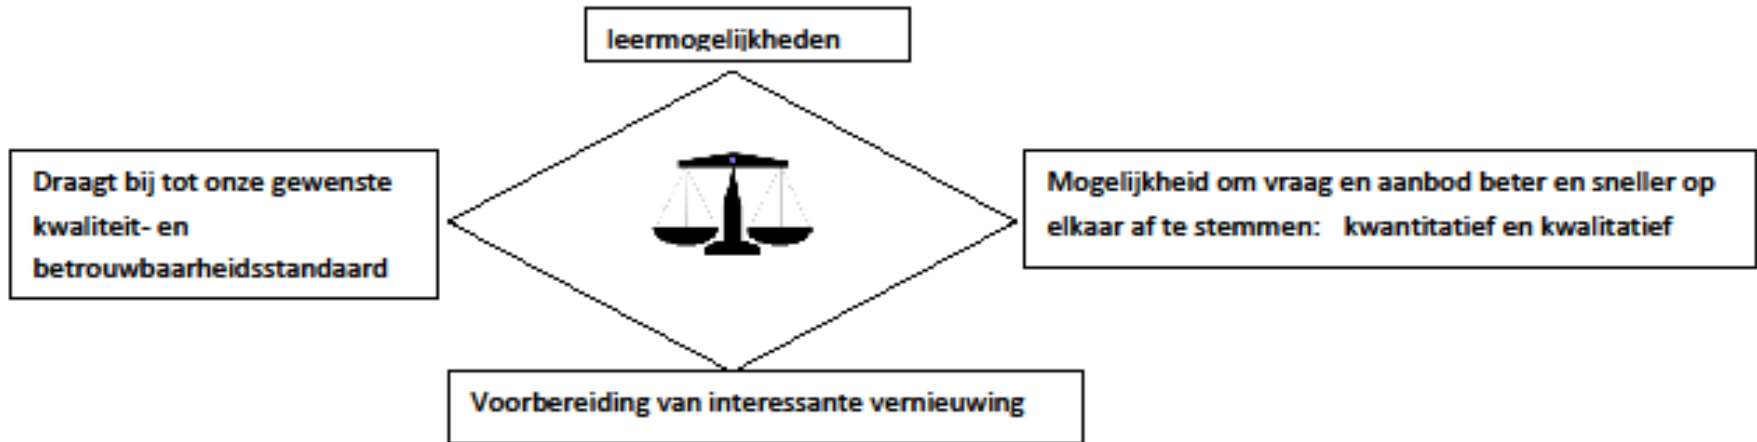 leermogelijkheden
Draagt bij tot onze gewenste
kwaliteit- en
betrouwbaarheidsstandaard
Mogelijkheid om vraag en aanbod beter en sneller op
elkaar af te stemmen: kwantitatief en kwalitatief
Voorbereiding van interessante vernieuwing